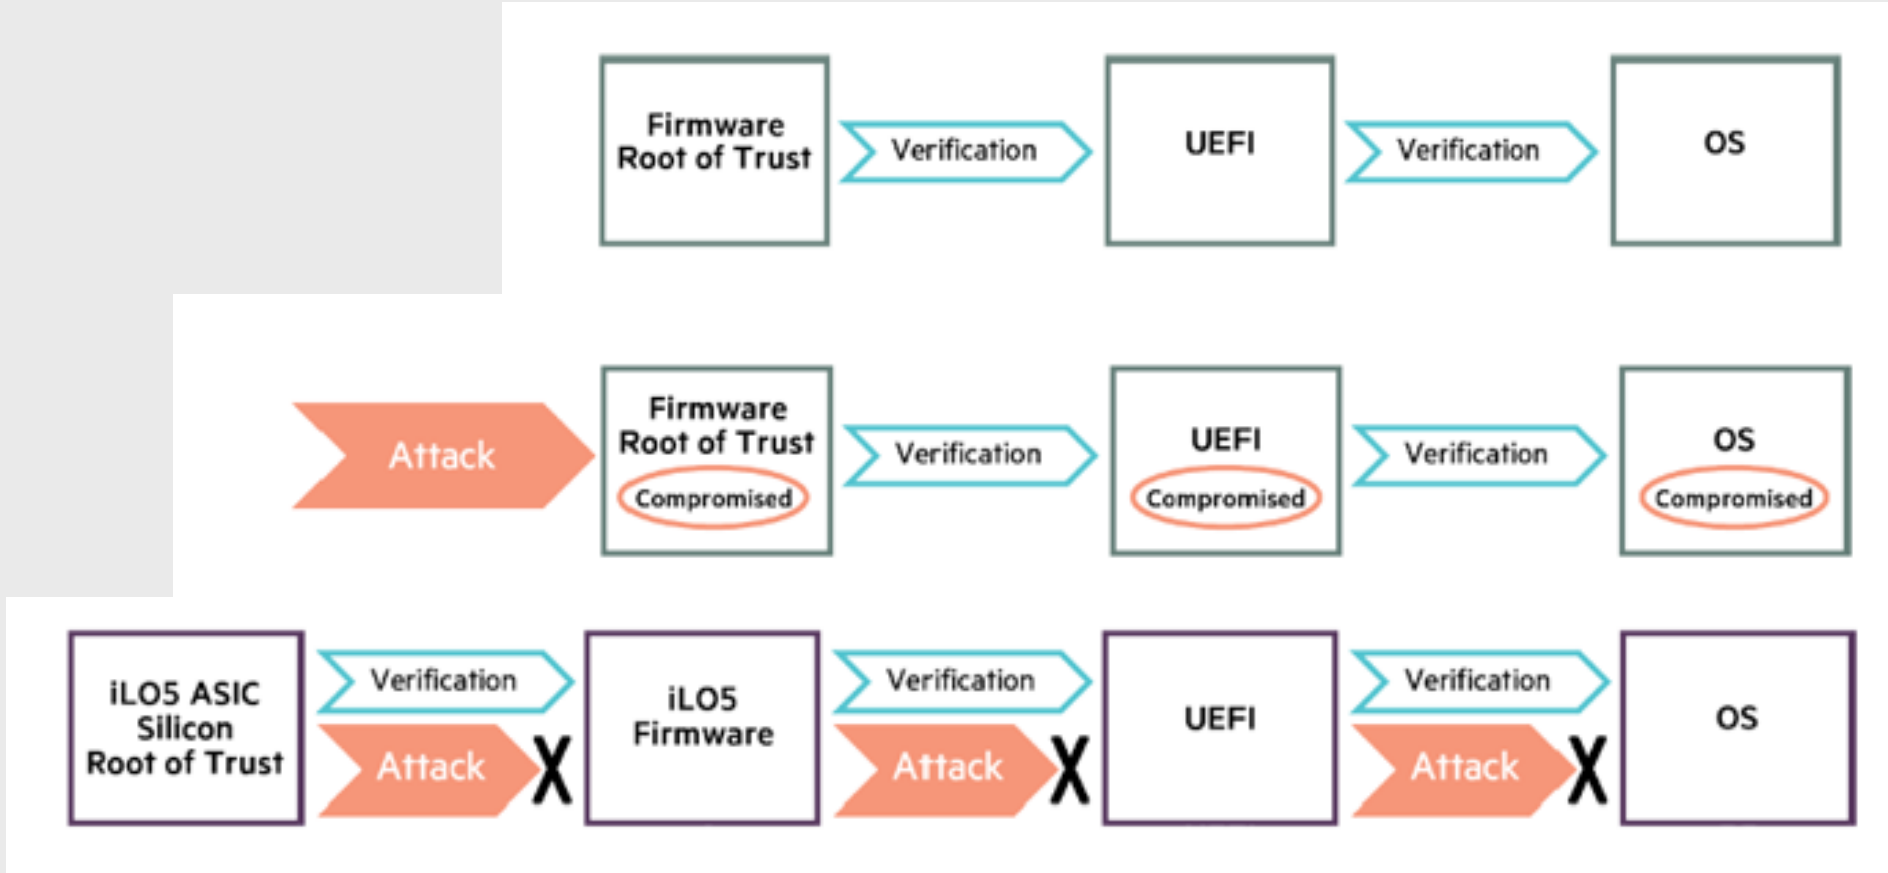 Firmware
Root of Trust
Verification
UEFI
Verification
OS
Attack
Firmware
Root of Trust
Compromised
Verification
UEFI
Compromised
Verification
OS
Compromised
iLO5 ASIC
Silicon
Root of Trust
Verification
Attack
X
iLO5
Firmware
Verification
Attack
X
UEFI
Verification
Attack
X
OS